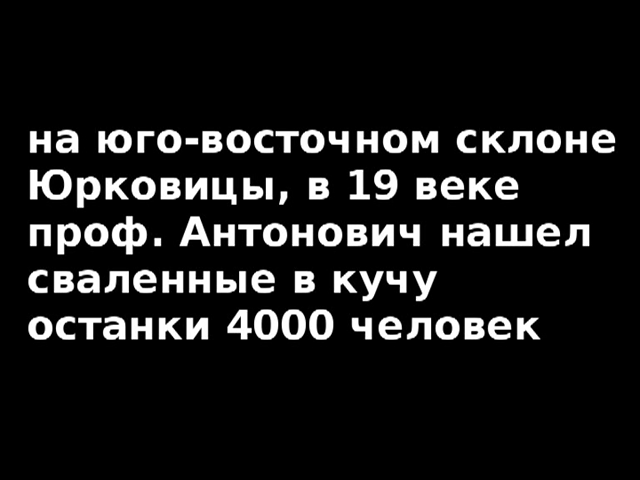 на юго-восточном склоне
Юрковицы, в 19 веке
проф. Антонович нашел
сваленные в кучу
останки 4000 человек